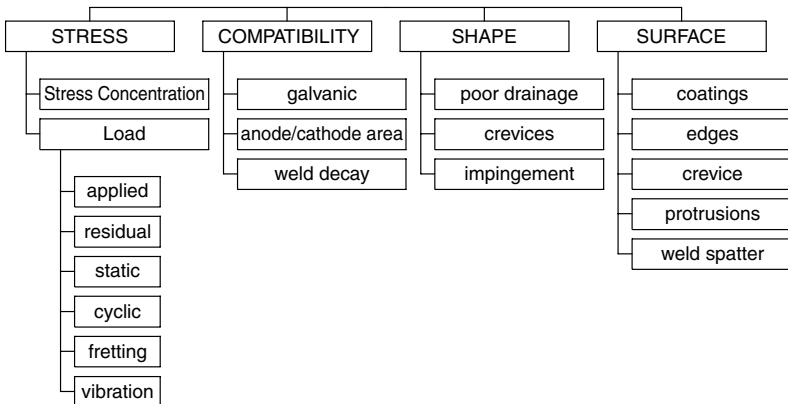 STRESS
Stress Concentration
Load
applied
residual
static
cyclic
fretting
vibration
COMPATIBILITY
galvanic
anode/cathode area
weld decay
SHAPE
poor drainage
crevices
impingement
SURFACE
coatings
edges
crevice
protrusions
weld spatter